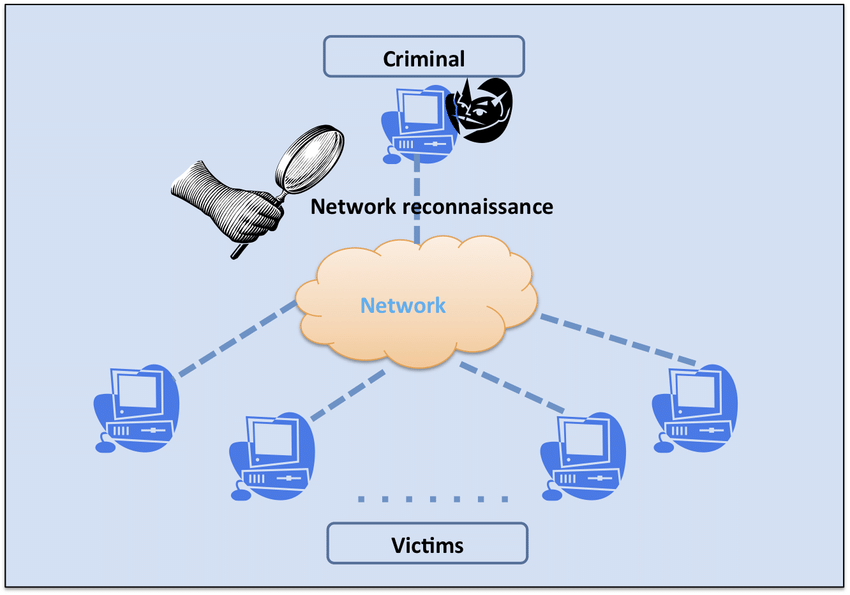 Criminal
Network reconnaissance
Network
Victims